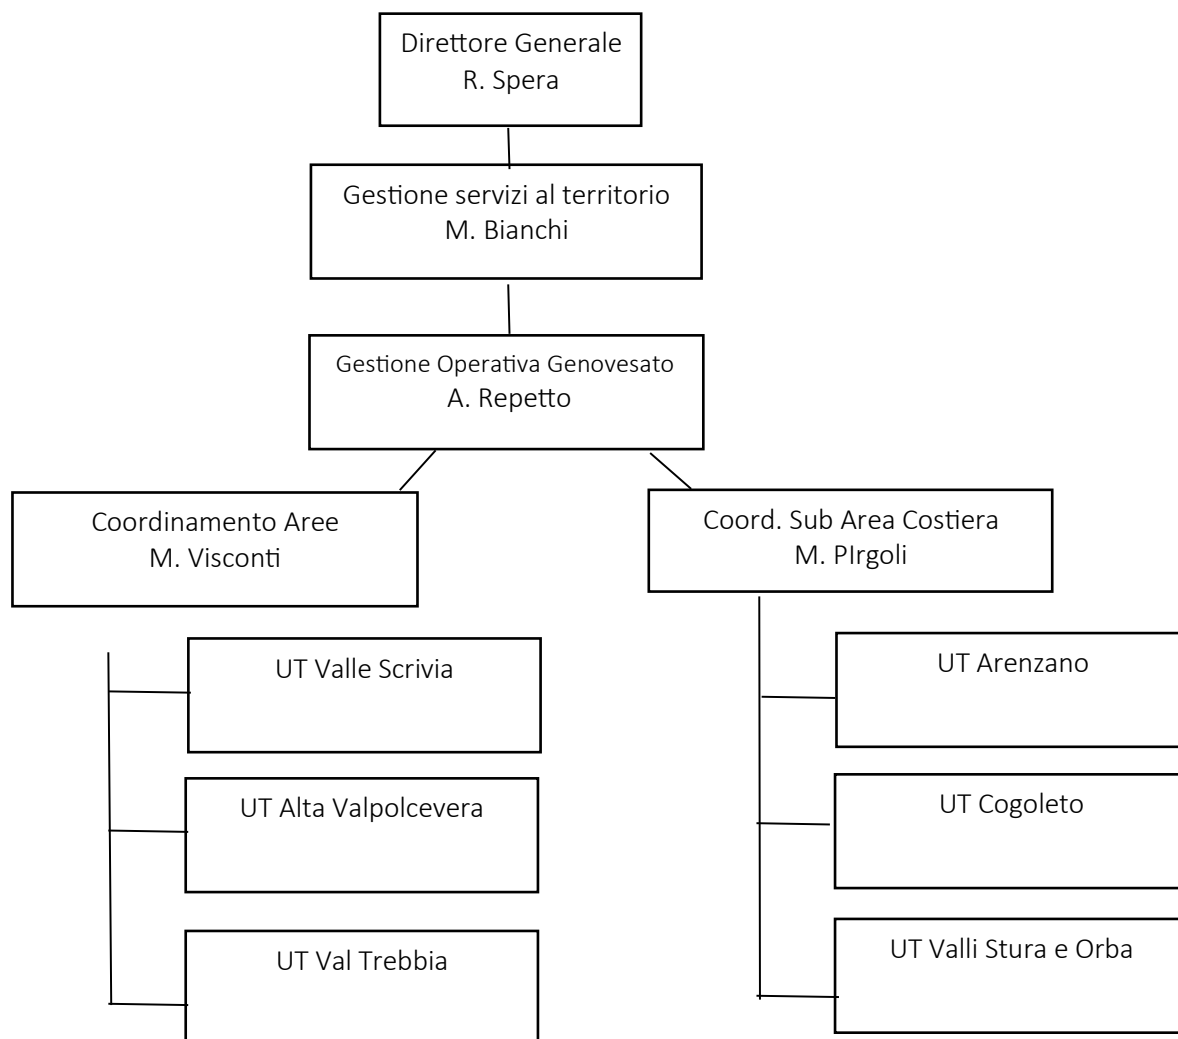 Direttore Generale
R. Spera
Gestione servizi al territorio
M. Bianchi
Gestione Operativa Genovesato
A. Repetto
Coordinamento Aree
M. Visconti
Coord. Sub Area Costiera
M. PIrgoli
UT Valle Scrivia
UT Alta Valpolcevera
UT Val Trebbia
UT Arenzano
UT Cogoleto
UT Valli Stura e Orba